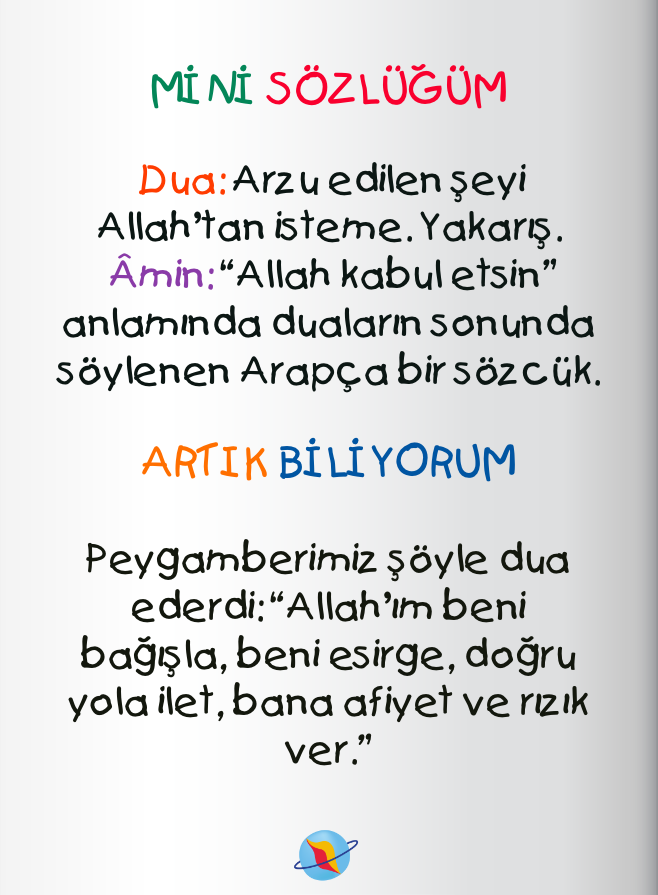 MİNİ SÖZLÜĞÜM
Dua: Arzu edilen şeyi
Allah’tan isteme. Yakarış.
Âmin: “Allah kabul etsin”
anlamında duaların sonunda
söylenen Arapça bir sözcük.
ARTIK BİLİYORUM
Peygamberimiz şöyle dua
ederdi: “Allah’ım beni
bağışla, beni esirge, doğru
yola ilet, bana afiyet ve rızık
ver.”